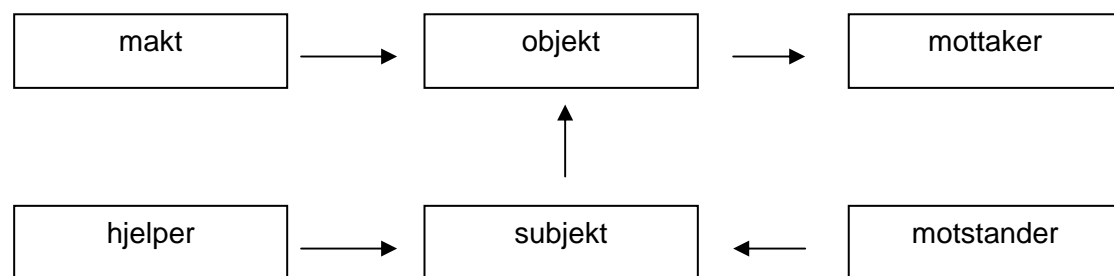 makt
objekt
mottaker
hjelper
subjekt
motstander